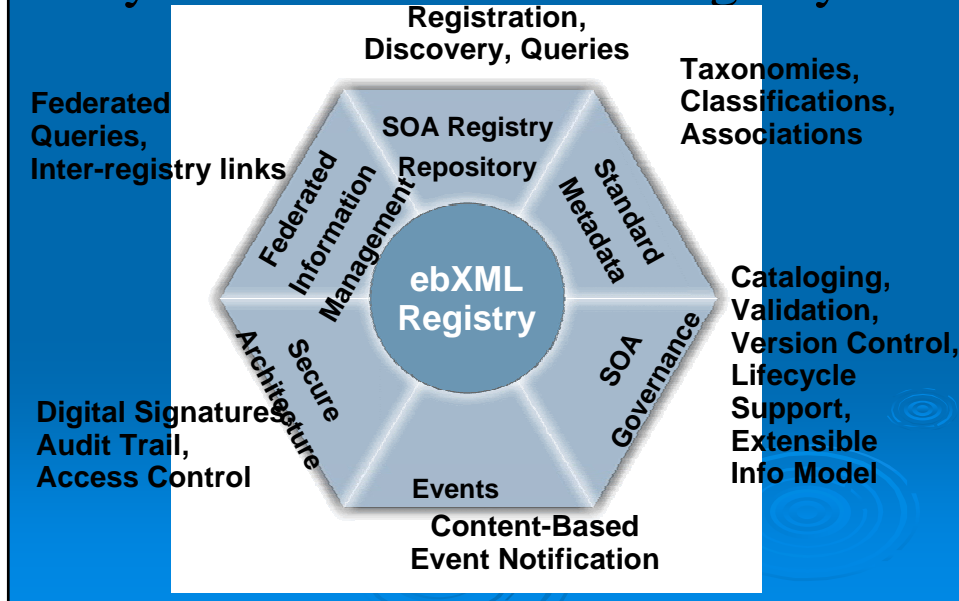 Registration,
Discovery, Queries
Taxonomies,
Classifications,
Associations
Federated
Queries,
Inter-registry links
SOA Registry
Repository
Federated
Information
Management
Standard
Metadata
ebXML
Registry
Cataloging,
Validation,
Version Control,
Lifecycle
Support,
Extensible
Info Model
SOA
Governance
Secure
Architecture
Digital Signatures
Audit Trail,
Access Control
Events
Content-Based
Event Notification